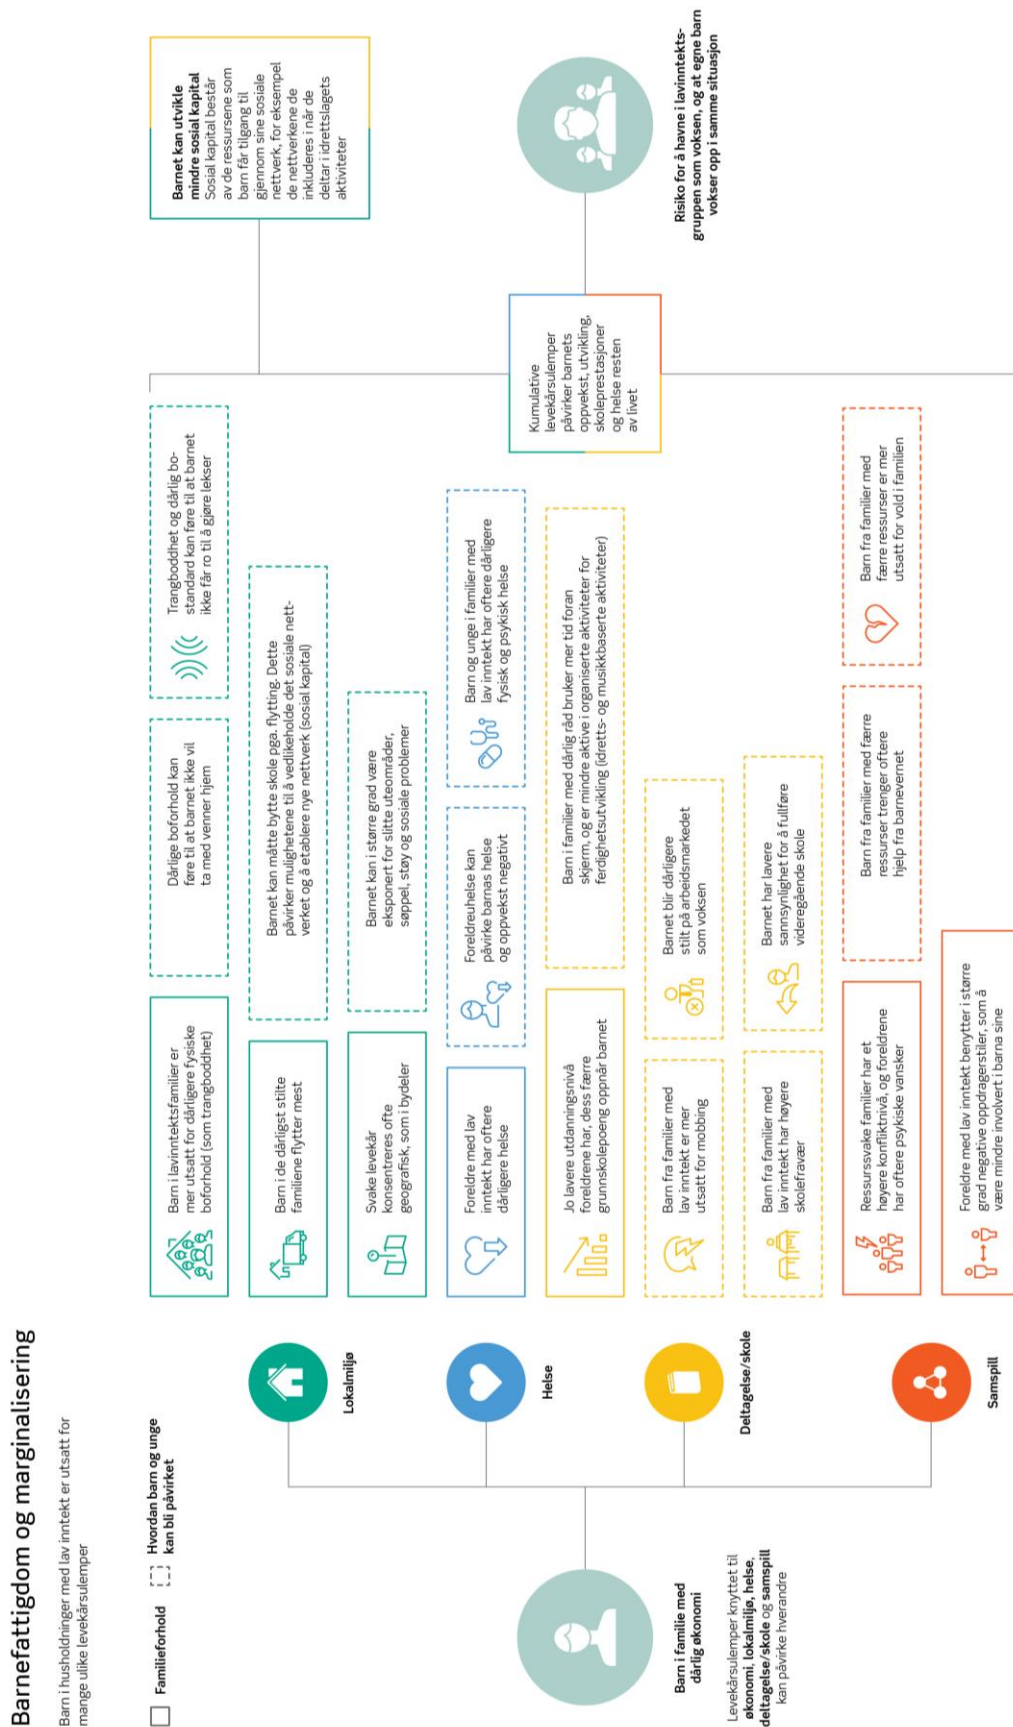 Barnefattigdom og marginalisering
Barn i husholdninger med lav inntekt er utsatt for
mange ulike levekårsulemper
Familieforhold
Hvordan barn og unge
kan bli påvirket
Barn i familie med
dårlig økonomi
Levekårsulemper knyttet til
økonomi, lokalmiljø, helse,
deltagelse/skole og samspill
kan påvirke hverandre
Lokalmiljø
Barn i lavinntektsfamilier er
mer utsatt for dårligere fysiske
boforhold (som trangboddhet)
Dårlige boforhold kan
føre til at barnet ikke vil
ta med venner hjem
Trangboddhet og dårlig bo-
standard kan føre til at barnet
ikke får ro til å gjøre lekser
Barn i de dårligst stilte
familiene flytter mest
Barnet kan måtte bytte skole pga. flytting. Dette
påvirker mulighetene til å vedlikeholde det sosiale nett-
verket og å etablere nye nettverk (sosial kapital)
Svake levekår
konsentreres ofte
geografisk, som i bydeler
Barnet kan i større grad være
eksponert for slitte uteområder,
søppel, støy og sosiale problemer
Helse
Foreldre med lav
inntekt har oftere
dårligere helse
Foreldreuhelse kan
påvirke barnas helse
og oppvekst negativt
Barn og unge i familier med
lav inntekt har oftere dårligere
fysisk og psykisk helse
Deltagelse/skole
Jo lavere utdanningsnivå
foreldrene har, dess færre
grunnskolepoeng oppnår barnet
Barn i familier med dårlig råd bruker mer tid foran
skjerm, og er mindre aktive i organiserte aktiviteter for
ferdighetsutvikling (idretts- og musikkbaserte aktiviteter)
Barn fra familier med
lav inntekt er mer
utsatt for mobbing
Barnet blir dårligere
stilt på arbeidsmarkedet
som voksen
Barn fra familier med
lav inntekt har høyere
skolefravær
Barnet har lavere
sannsynlighet for å fullføre
videregående skole
Samspill
Ressurssvake familier har et
høyere konfliktnivå, og foreldrene
har oftere psykiske vansker
Barn fra familier med færre
ressurser trenger oftere
hjelp fra barnevernet
Barn fra familier med
færre ressurser er mer
utsatt for vold i familien
Foreldre med lav inntekt benytter i større
grad negative oppdragerstiler, som å
være mindre involvert i barna sine
Barnet kan utvikle
mindre sosial kapital
Sosial kapital består
av de ressursene som
barn får tilgang til
gjennom sine sosiale
nettverk, for eksempel
de nettverkene de
inkluderes i når de
deltar i idrettslagets
aktiviteter
Kumulative
levekårsulemper
påvirker barnets
oppvekst, utvikling,
skoleprestasjoner
og helse resten
av livet
Risiko for å havne i lavinntekts-
gruppen som voksen, og at egne barn
vokser opp i samme situasjon